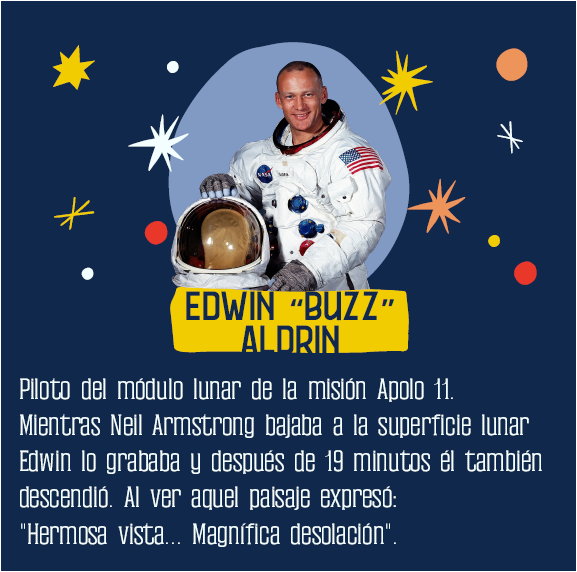 NASA
EDWIN “BUZZ”
ALDRIN
Piloto del módulo lunar de la misión Apolo 11.
Mientras Neil Armstrong bajaba a la superficie lunar
Edwin lo grababa y después de 19 minutos él también
descendió. Al ver aquel paisaje expresó:
"Hermosa vista... Magnífica desolación".